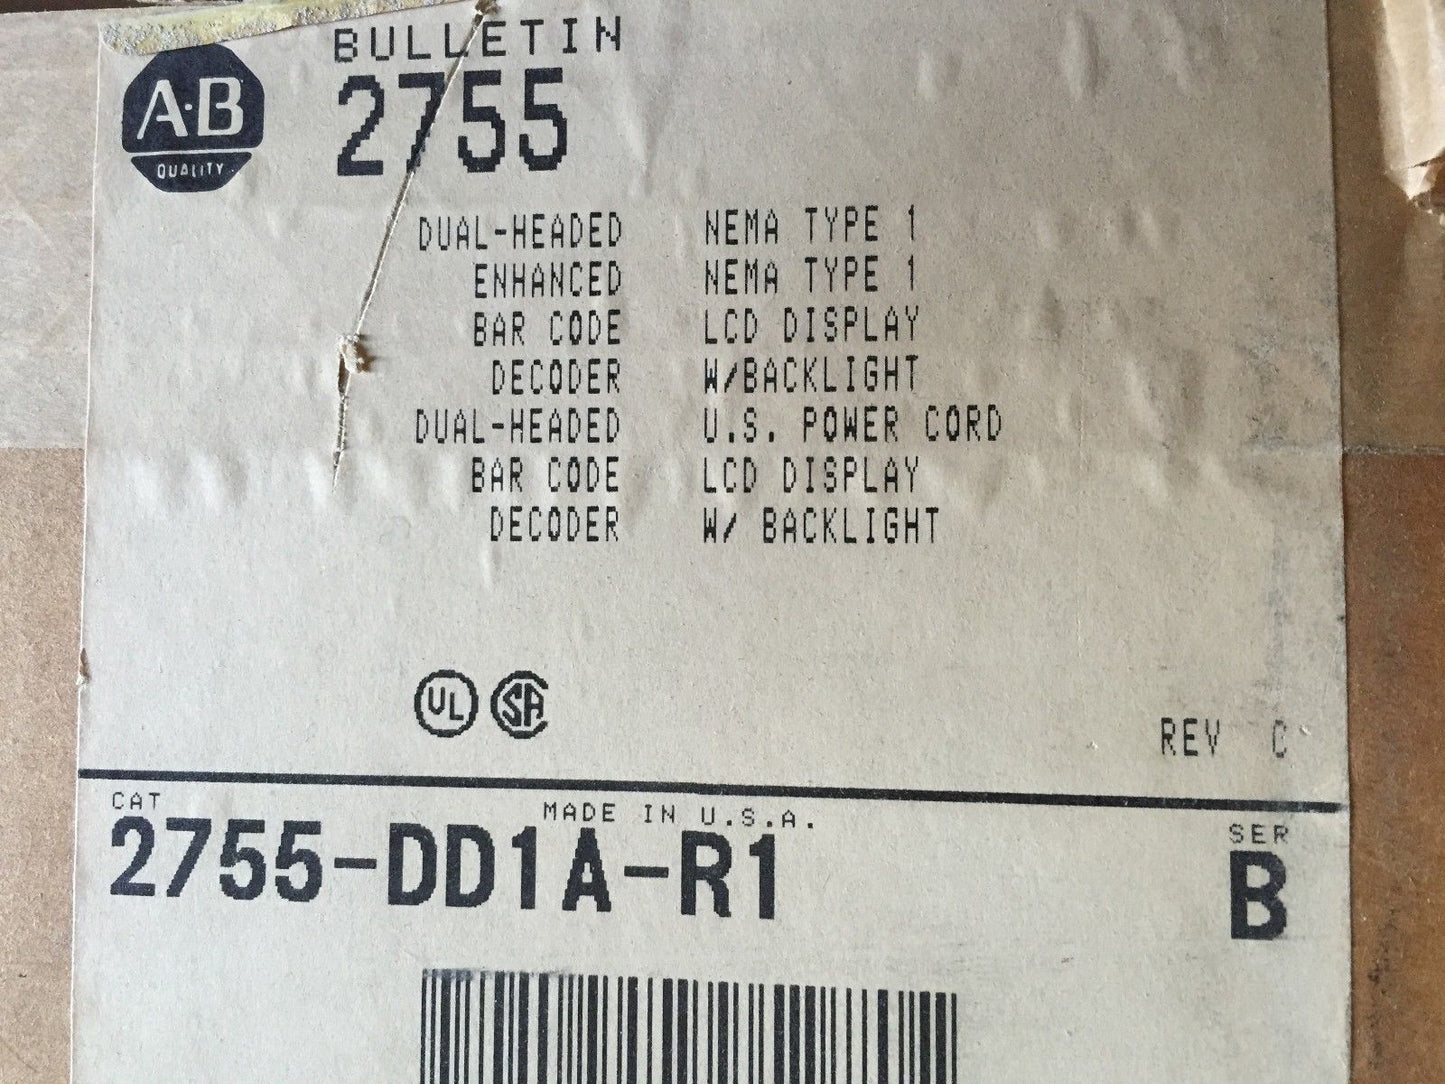 BULLETIN
2755
A·B
QUALITY
DUAL-HEADED NEMA TYPE 1
ENHANCED NEMA TYPE 1
BAR CODE LCD DISPLAY
DECODER W/BACKLIGHT
DUAL-HEADED U.S. POWER CORD
BAR CODE LCD DISPLAY
DECODER W/ BACKLIGHT
UL SA
REV C
CAT MADE IN U.S.A. SER
2755-DD1A-R1 B